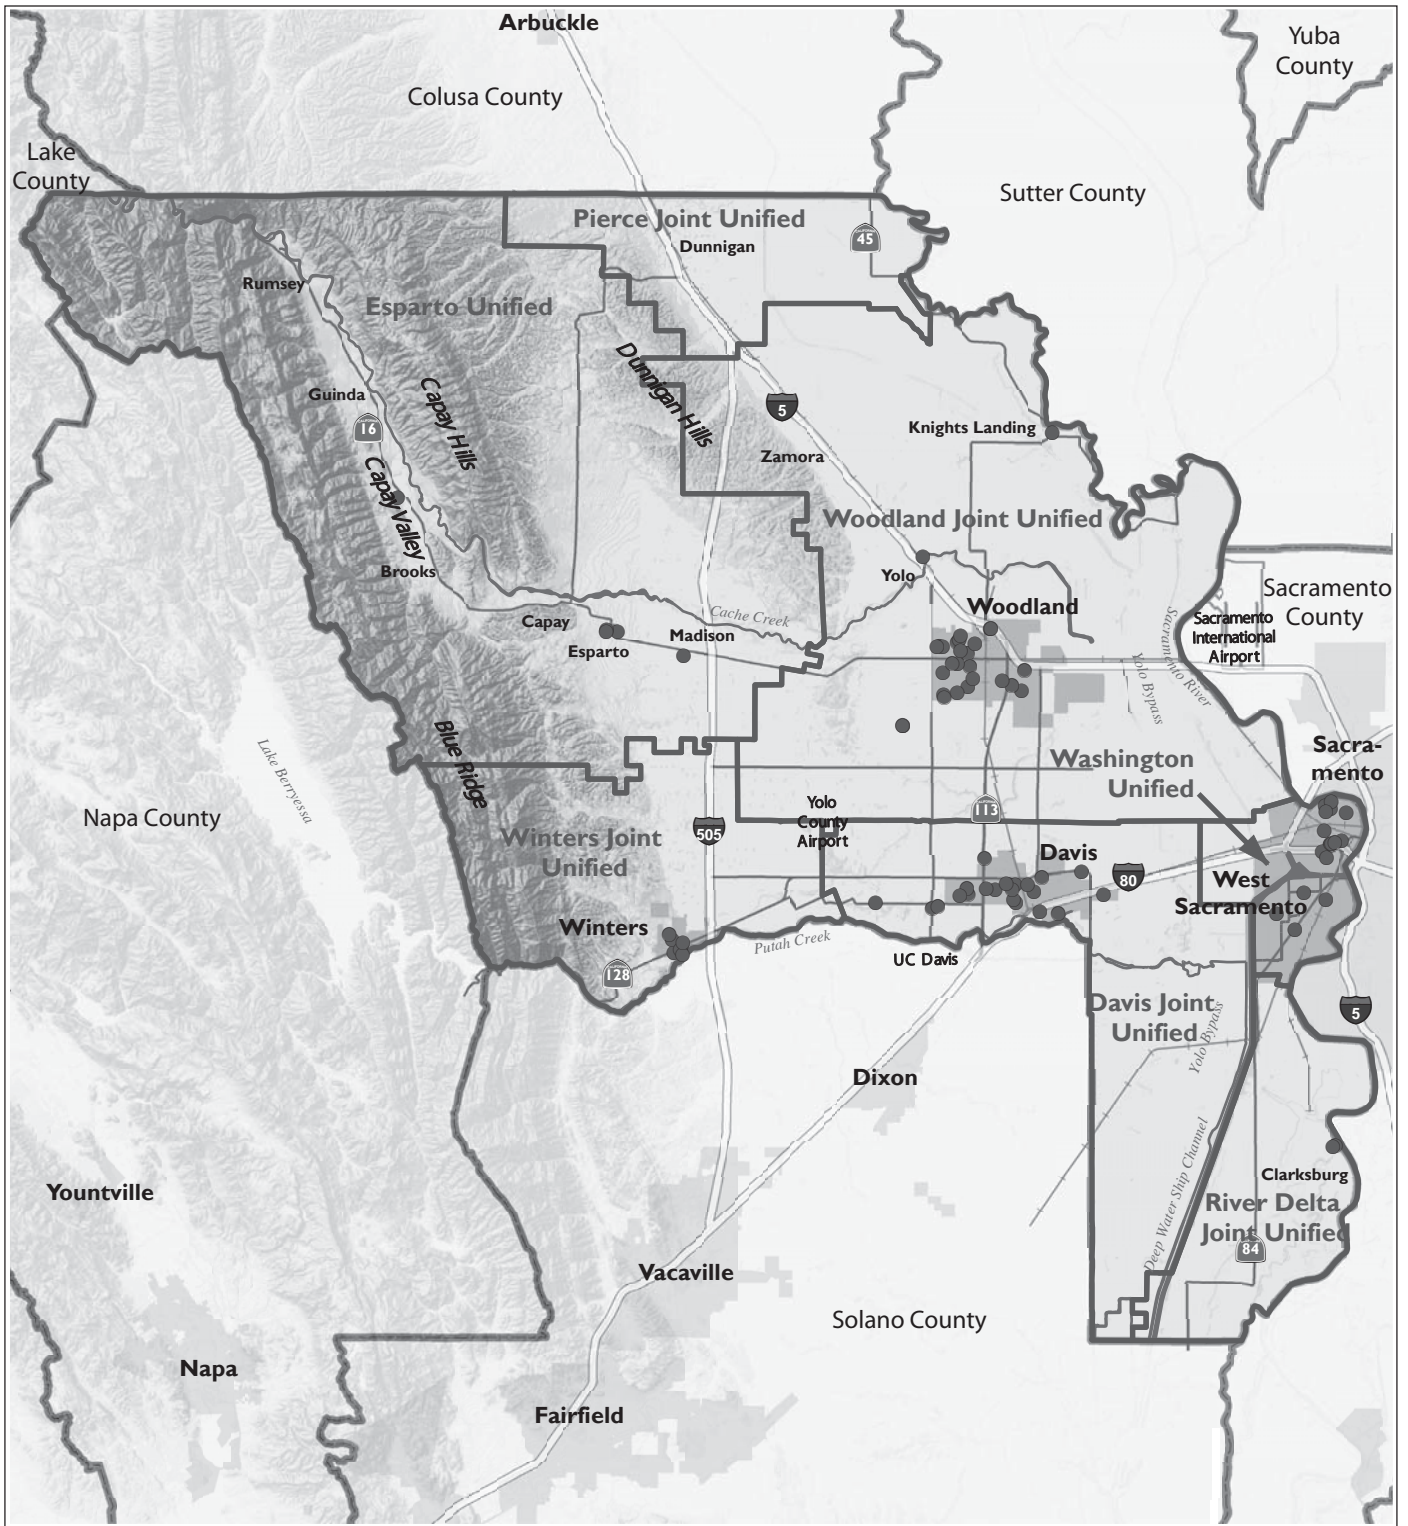 Arbuckle
Yuba
County
Colusa County
Lake
County
Sutter County
Pierce Joint Unified
45
Dunnigan
Rumsey
Esparto Unified
Dunnigan Hills
Guinda
Capay Hills
5
16
Knights Landing
Zamora
Capay Valley
Woodland Joint Unified
Brooks
Yolo
Sacramento
County
Woodland
Cache Creek
Capay
Madison
Sacramento
International
Airport
Esparto
Sacramento River
Yolo Bypass
Blue Ridge
Lake Berryessa
Washington
Unified
Sacra-
mento
Napa County
Yolo
County
Airport
113
505
Winters Joint
Unified
Davis
80
West
Sacramento
Winters
Putah Creek
UC Davis
128
Davis Joint
Unified
5
Yolo Bypass
Dixon
Deep Water Ship Channel
Clarksburg
Yountville
River Delta
Joint Unified
84
Vacaville
Solano County
Napa
Fairfield